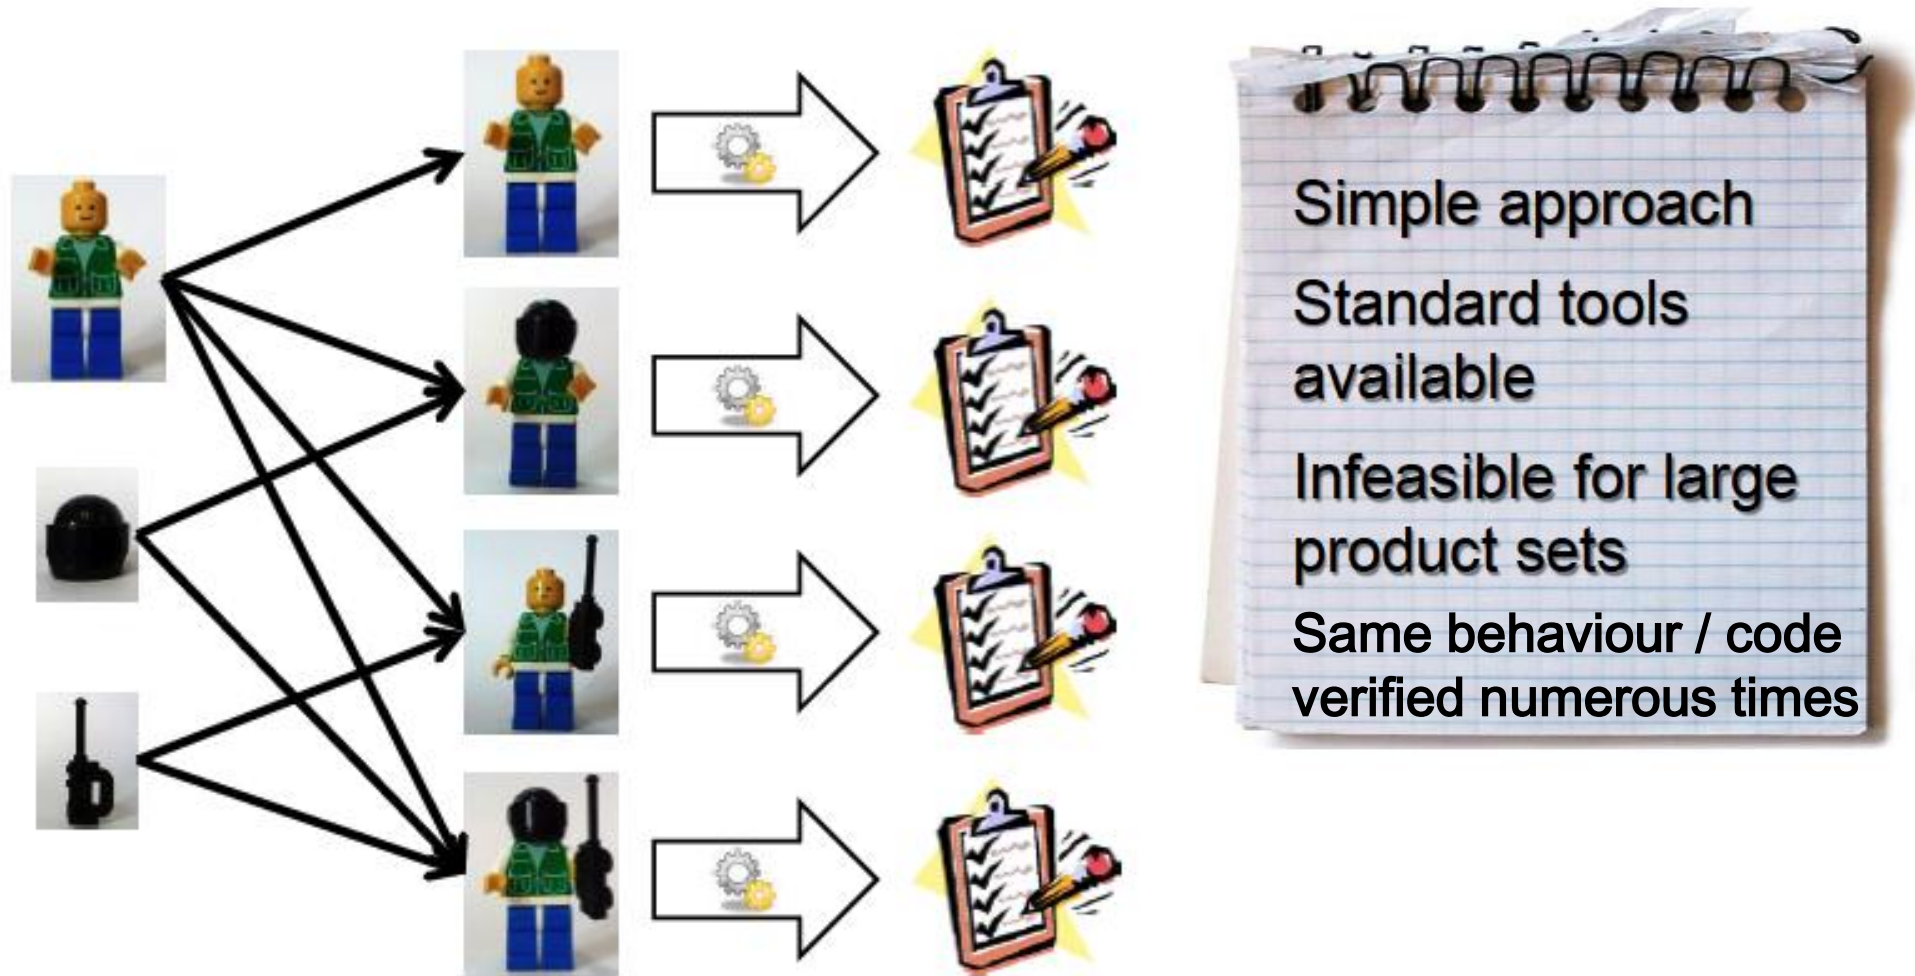 Simple approach
Standard tools
available
Infeasible for large
product sets
Same behaviour / code
verified numerous times